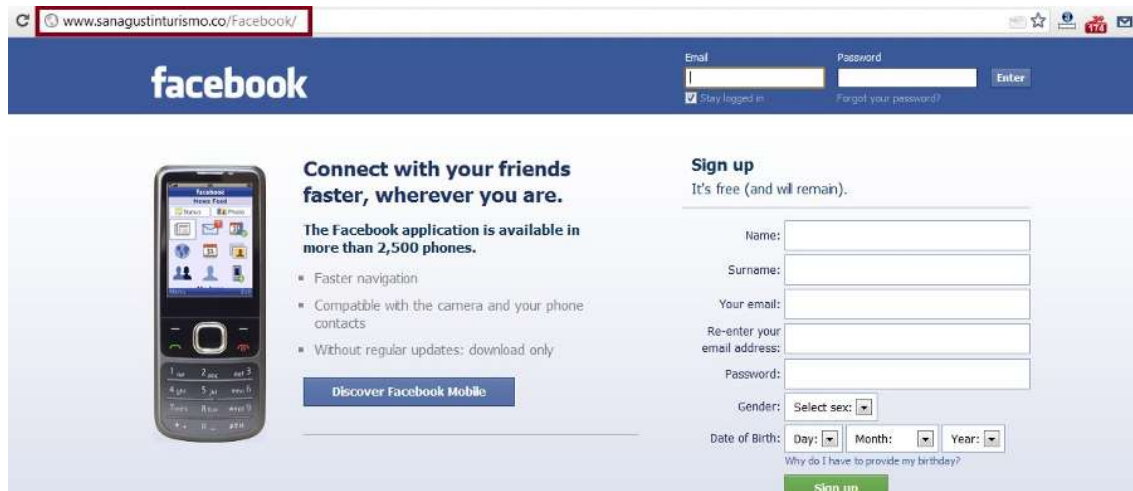 www.sanagustinturismo.co/Facebook/
174
facebook
Email
Password
Enter
Stay logged in
Forgot your password?
Connect with your friends
faster, wherever you are.
The Facebook application is available in
more than 2,500 phones.
Faster navigation
Compatible with the camera and your phone
contacts
Without regular updates: download only
Discover Facebook Mobile
facebook
News Feed
Sign up
It's free (and will remain).
Name:
Surname:
Your email:
Re-enter your
email address:
Password:
Gender: Select sex:
Date of Birth: Day: Month: Year:
Why do I have to provide my birthday?
Sign up